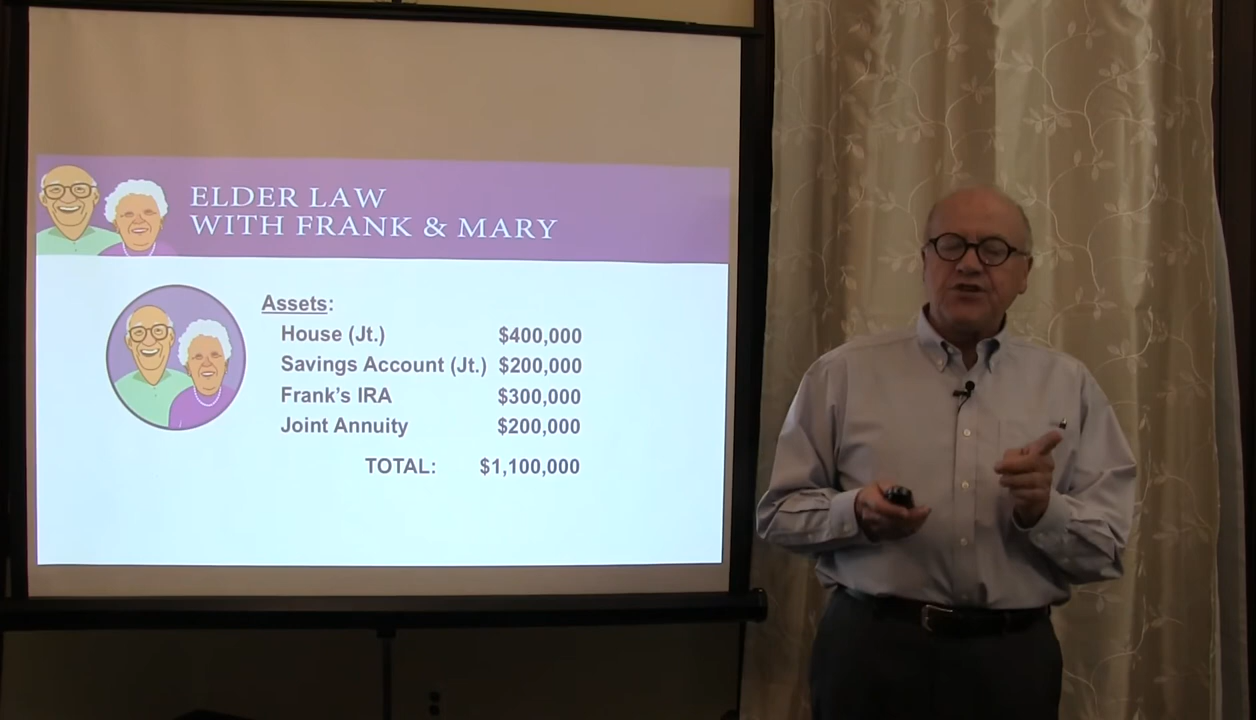 ELDER LAW
WITH FRANK & MARY
Assets:
House (Jt.) $400,000
Savings Account (Jt.) $200,000
Frank's IRA $300,000
Joint Annuity $200,000
TOTAL: $1,100,000